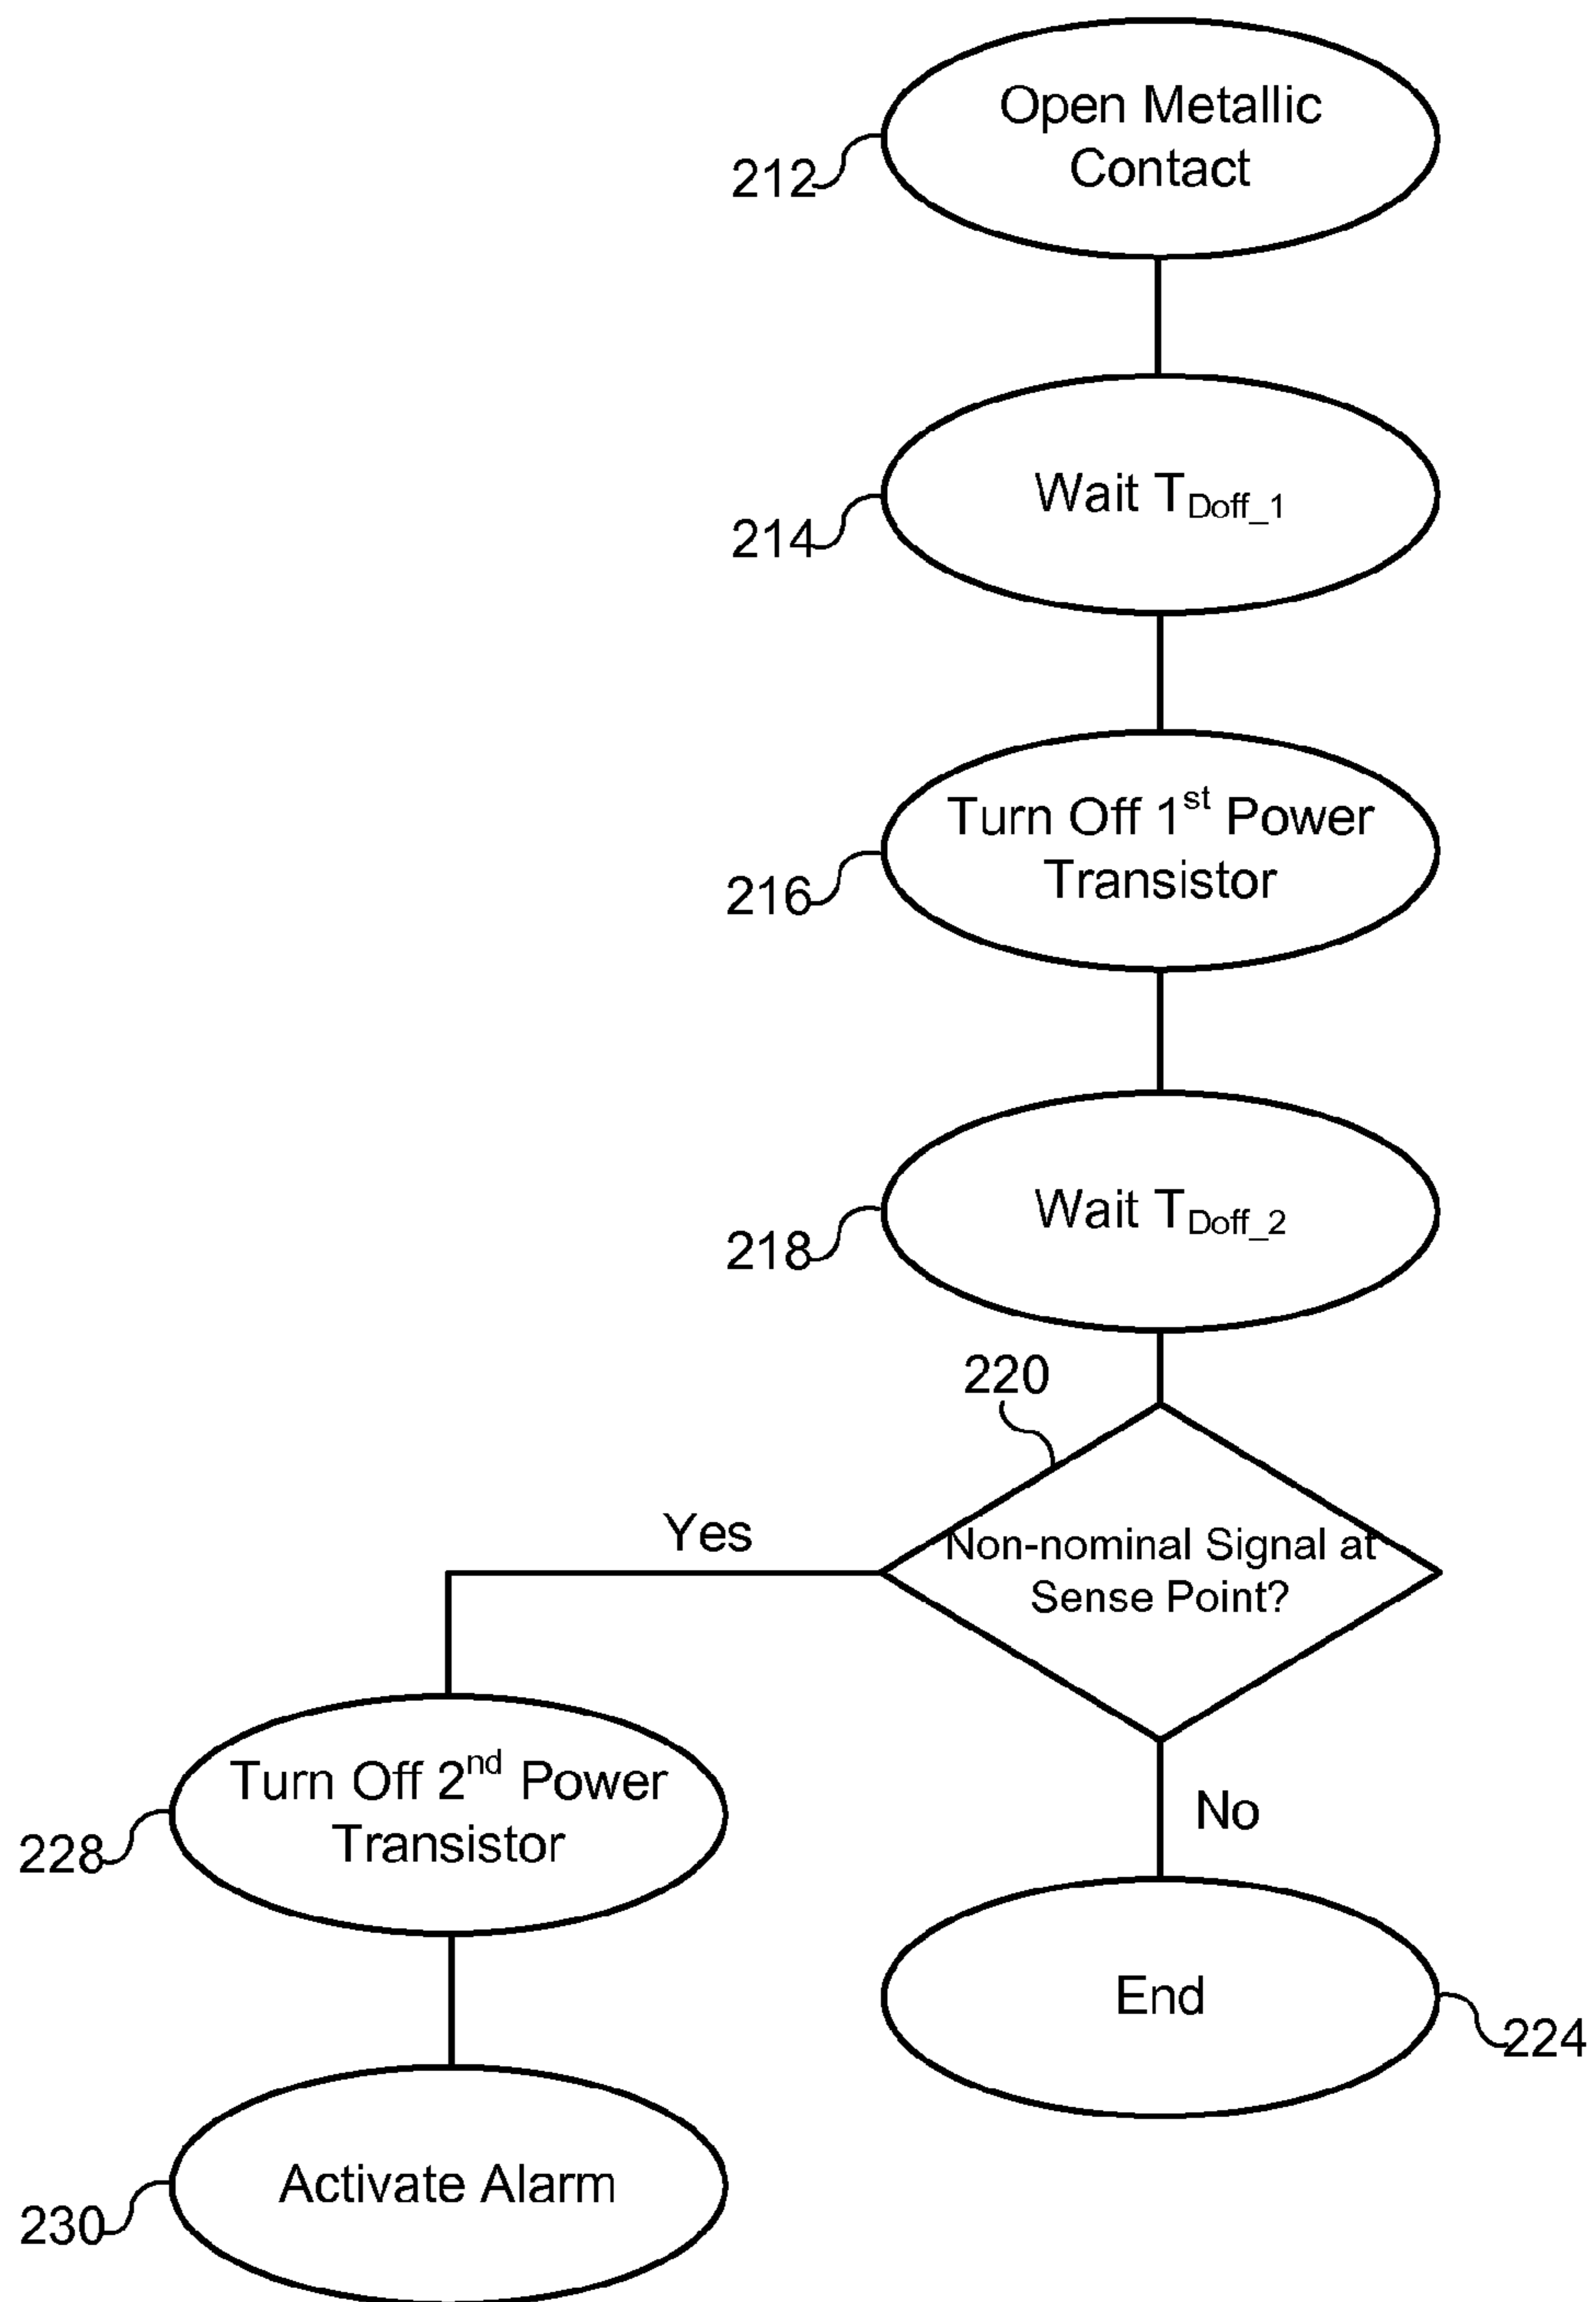 Open Metallic
Contact
212
Wait T_Doff_1
214
Turn Off 1st Power
Transistor
216
Wait T_Doff_2
218
220
Non-nominal Signal at
Sense Point?
Yes
Turn Off 2nd Power
Transistor
228
No
End
224
Activate Alarm
230